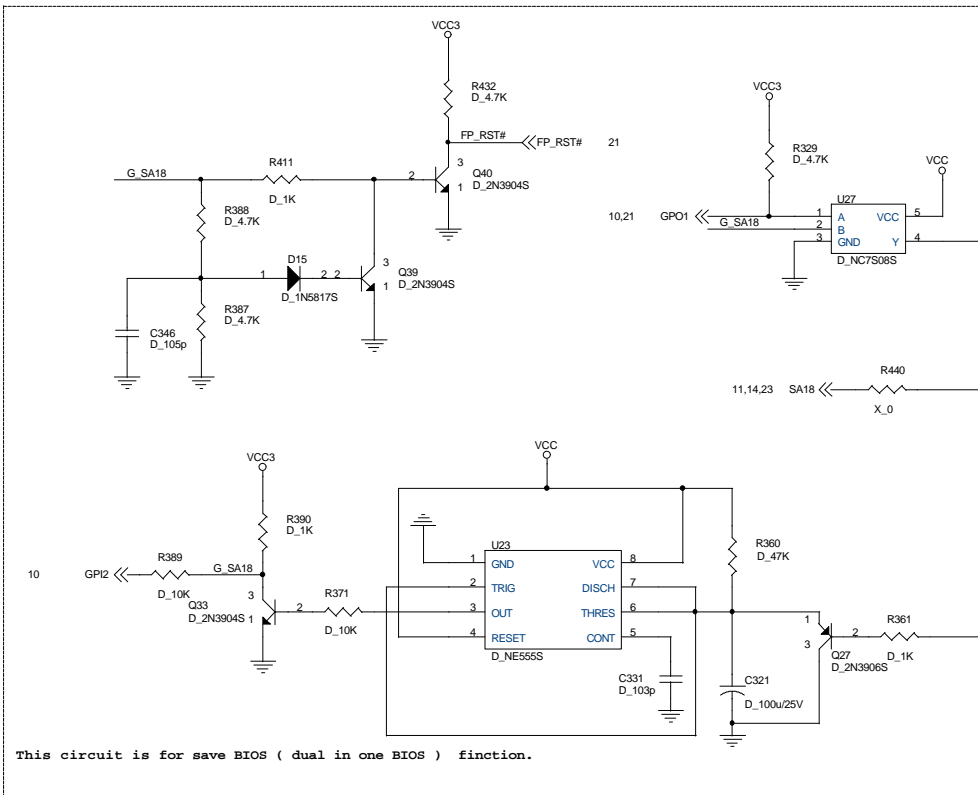 VCC3
R432
D_4.7K
FP_RST#
FP_RST#
21
G_SA18
R411
D_1K
2
3
1
Q40
D_2N3904S
R388
D_4.7K
D15
1
2
2
D_1N5817S
3
1
Q39
D_2N3904S
R387
D_4.7K
C346
D_105p
VCC3
R329
D_4.7K
VCC
U27
10,21
GPO1
G_SA18
1
2
3
A
B
GND
VCC
Y
5
4
D_NC7S08S
R440
11,14,23
SA18
X_0
VCC3
R390
D_1K
10
GPI2
R389
D_10K
G_SA18
Q33
D_2N3904S
3
1
2
R371
D_10K
VCC
U23
1
GND
VCC
8
2
TRIG
DISCH
7
3
OUT
THRES
6
4
RESET
CONT
5
D_NE555S
R360
D_47K
C331
D_103p
C321
D_100u/25V
1
3
2
Q27
D_2N3906S
R361
D_1K
This circuit is for save BIOS ( dual in one BIOS )  finction.